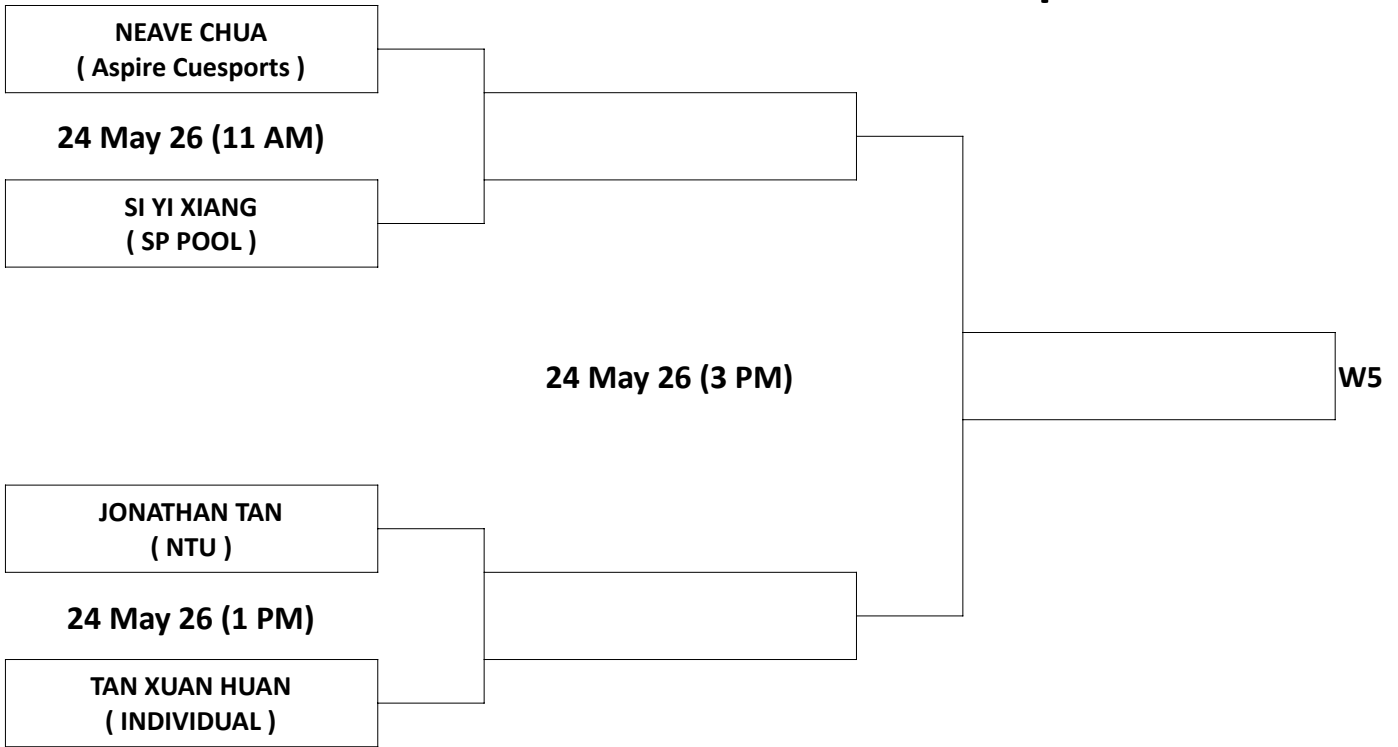 NEAVE CHUA
( Aspire Cuesports )
24 May 26 (11 AM)
SI YI XIANG
( SP POOL )
24 May 26 (3 PM)
W5
JONATHAN TAN
( NTU )
24 May 26 (1 PM)
TAN XUAN HUAN
( INDIVIDUAL )